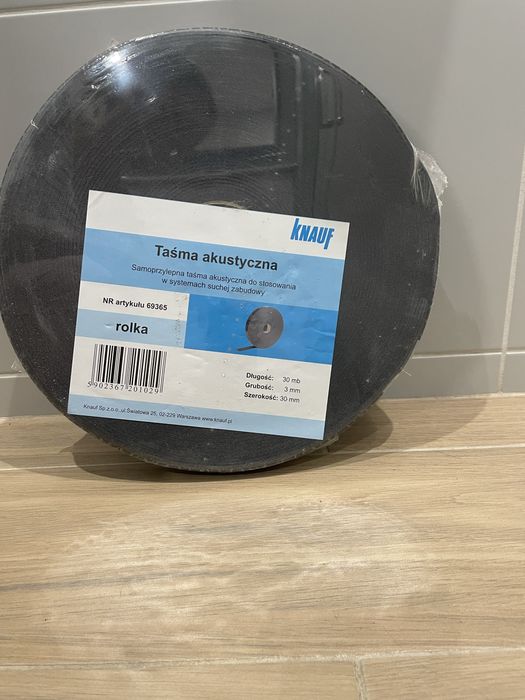 KNAUF
Taśma akustyczna
Samoprzylepna taśma akustyczna do stosowania
w systemach suchej zabudowy
NR artykułu 69365
rolka
Długość: 30 mb
Grubość: 3 mm
Szerokość: 30 mm
5902367201029
Knauf Sp.z.o.o.,ul.Światowa 25, 02-229 Warszawa www.knauf.pl